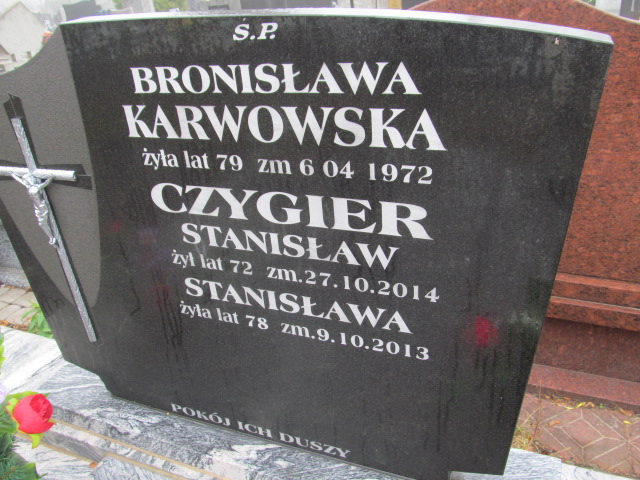 Ś.P.
BRONISŁAWA
KARWOWSKA
żyła lat 79 zm 6 04 1972
CZYGIER
STANISŁAW
żył lat 72 zm.27.10.2014
STANISŁAWA
żyła lat 78 zm.9.10.2013
POKÓJ ICH DUSZY